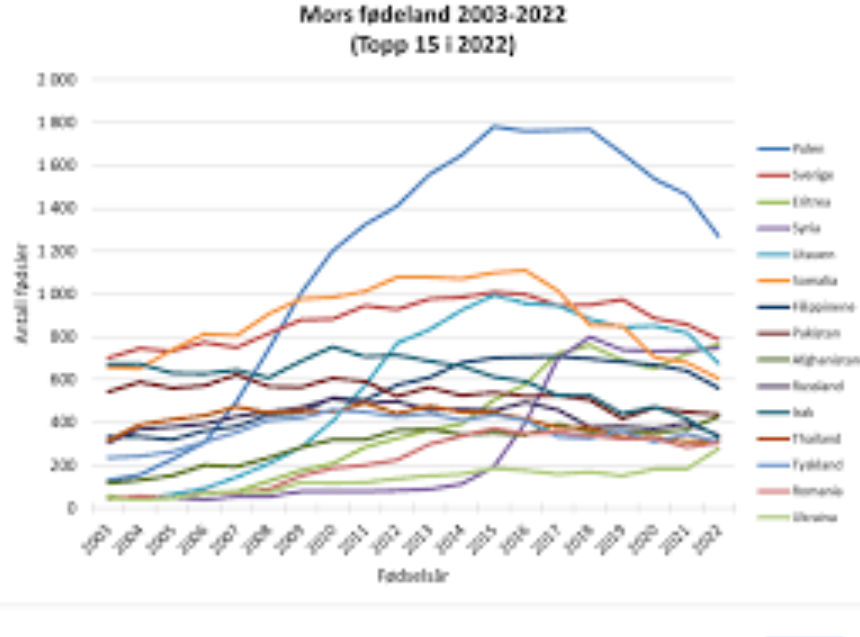 Mors fødeland 2003-2022
(Topp 15 i 2022)
2 000
1 800
1 600
1 400
1 200
1 000
800
600
400
200
0
Antall fødsler
2003
2004
2005
2006
2007
2008
2009
2010
2011
2012
2013
2014
2015
2016
2017
2018
2019
2020
2021
2022
Fødselsår
Polen
Sverige
Eritrea
Syria
Litauen
Somalia
Filippinene
Pakistan
Afghanistan
Russland
Irak
Thailand
Tyskland
Romania
Ukraina